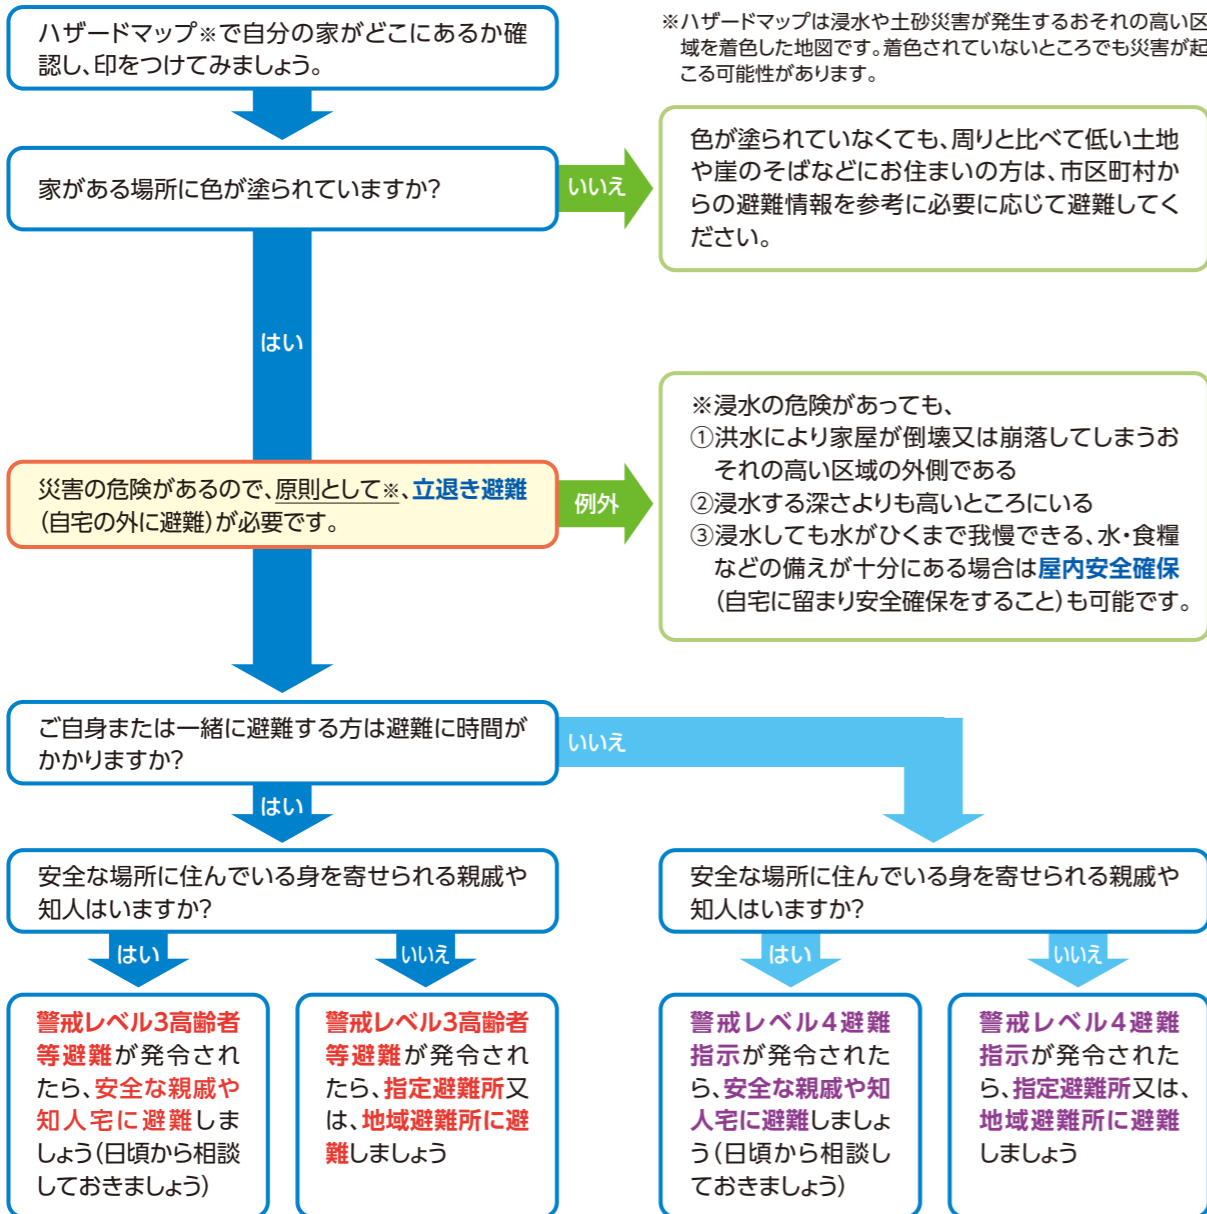 ハザードマップ※で自分の家がどこにあるか確
認し、印をつけてみましょう。
※ハザードマップは浸水や土砂災害が発生するおそれの高い区
域を着色した地図です。着色されていないところでも災害が起
こる可能性があります。
家がある場所に色が塗られていますか?
いいえ
色が塗られていなくても、周りと比べて低い土地
や崖のそばなどにお住まいの方は、市区町村か
らの避難情報を参考に必要に応じて避難してく
ださい。
はい
災害の危険があるので、原則として※、立退き避難
(自宅の外に避難)が必要です。
例外
※浸水の危険があっても、
①洪水により家屋が倒壊又は崩落してしまうお
それの高い区域の外側である
②浸水する深さよりも高いところにいる
③浸水しても水がひくまで我慢できる、水・食糧
などの備えが十分にある場合は屋内安全確保
(自宅に留まり安全確保をすること)も可能です。
ご自身または一緒に避難する方は避難に時間が
かかりますか?
いいえ
はい
安全な場所に住んでいる身を寄せられる親戚や
知人はいますか?
はい
いいえ
警戒レベル3高齢者
等避難が発令され
たら、安全な親戚や
知人宅に避難しま
しょう(日頃から相談
しておきましょう)
警戒レベル3高齢者
等避難が発令され
たら、指定避難所又
は、地域避難所に避
難しましょう
安全な場所に住んでいる身を寄せられる親戚や
知人はいますか?
はい
いいえ
警戒レベル4避難
指示が発令された
ら、安全な親戚や知
人宅に避難しましょ
う(日頃から相談し
ておきましょう)
警戒レベル4避難
指示が発令された
ら、指定避難所又は、
地域避難所に避難
しましょう